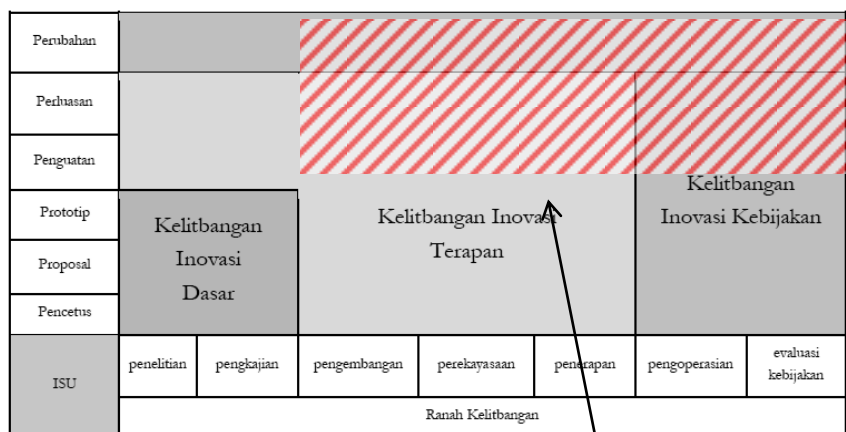 Perubahan
Perluasan
Penguatan
Prototip
Proposal
Pencetus
Kelitbangan
Inovasi
Dasar
Kelitbangan Inovasi
Terapan
Kelitbangan
Inovasi Kebijakan
ISU
penelitian
pengkajian
pengembangan
perekayasaan
penerapan
pengoperasian
evaluasi
kebijakan
Ranah Kelitbangan